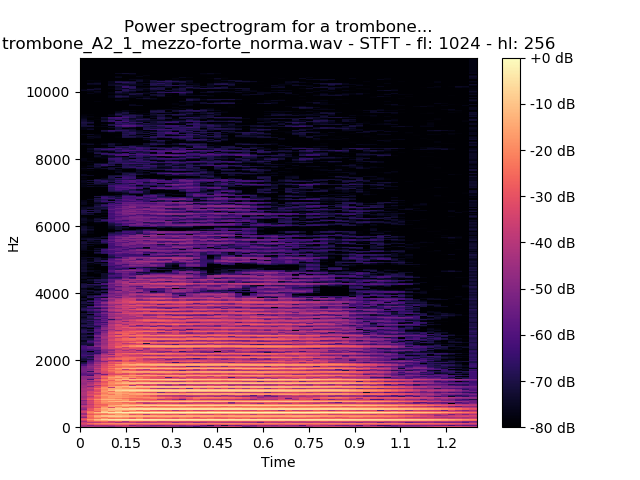 Power spectrogram for a trombone...
trombone_A2_1_mezzo-forte_norma.wav - STFT - fl: 1024 - hl: 256
+0 dB
10000
-10 dB
8000
-20 dB
-30 dB
6000
Hz
-40 dB
4000
-50 dB
-60 dB
2000
-70 dB
0
-80 dB
0 0.15 0.3 0.45 0.6 0.75 0.9 1.1 1.2
Time